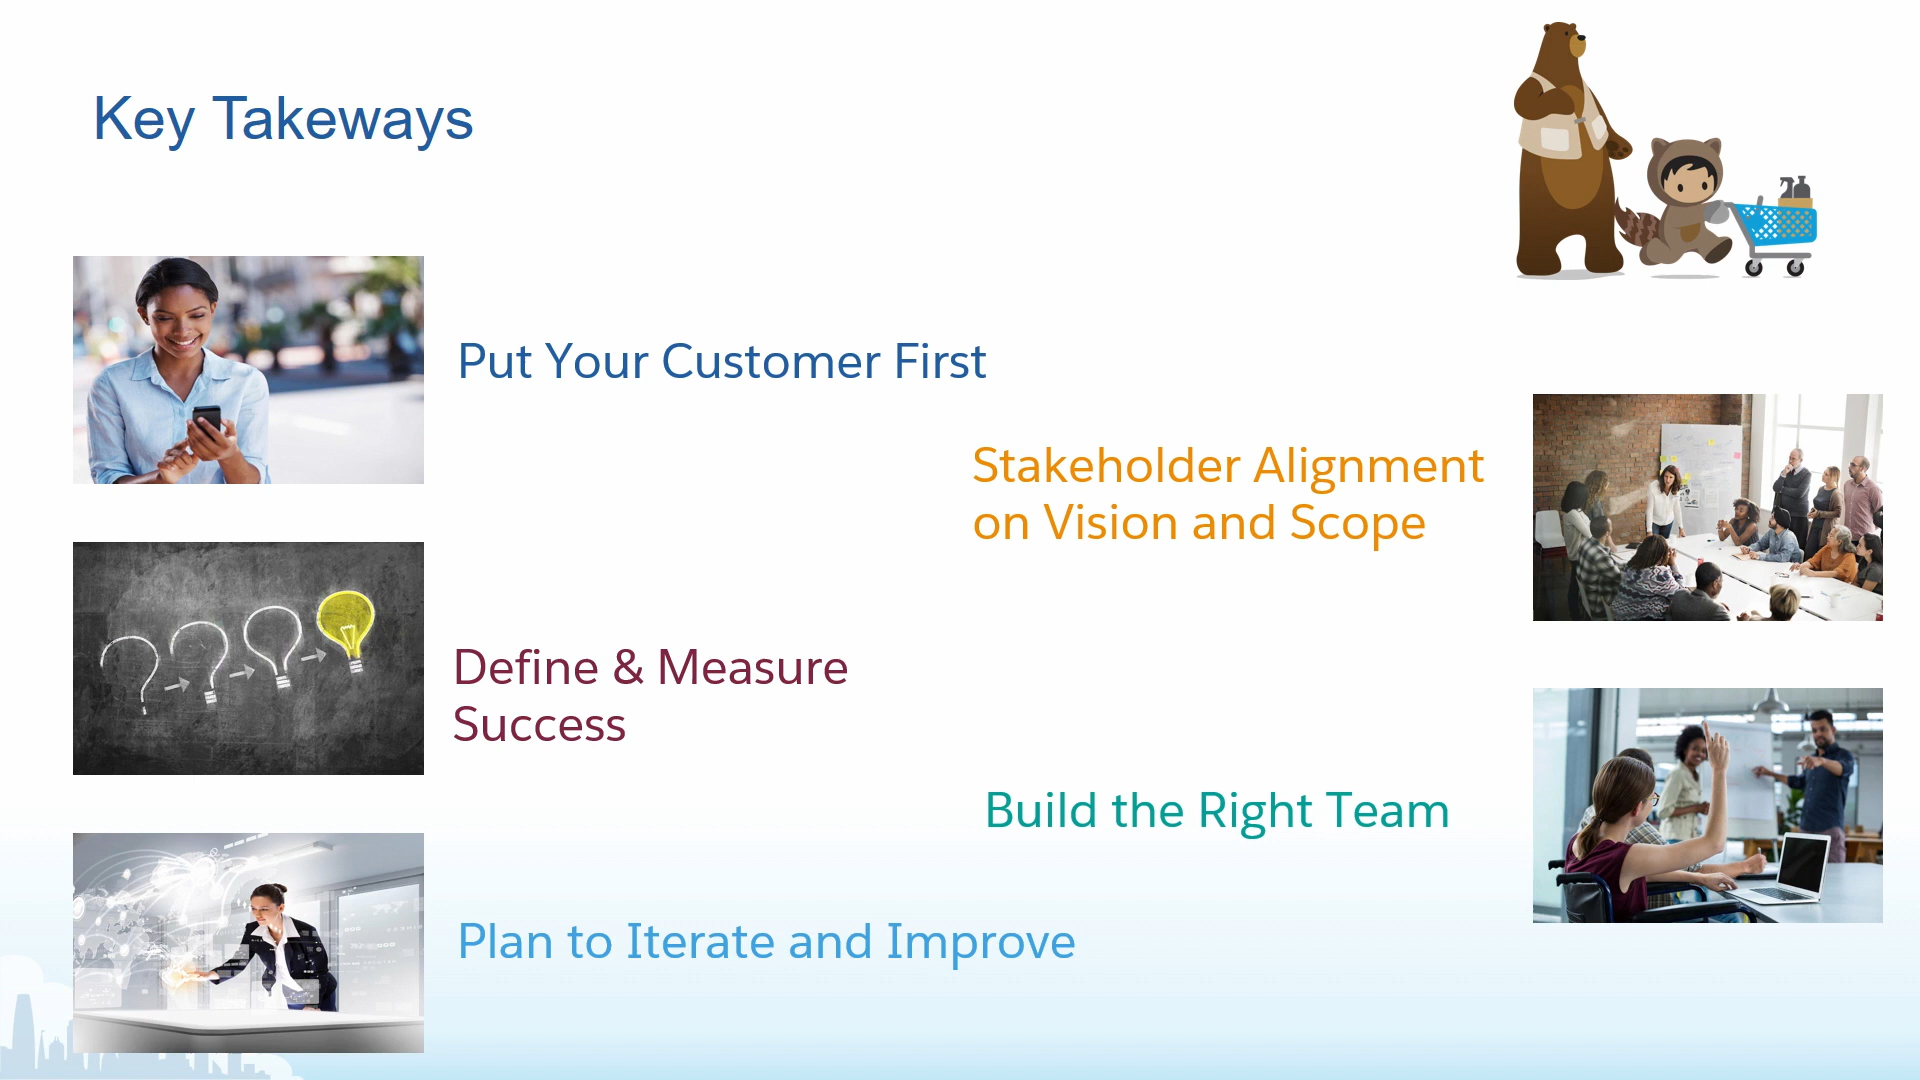 Key Takeways
Put Your Customer First
Stakeholder Alignment
on Vision and Scope
Define & Measure
Success
Build the Right Team
Plan to Iterate and Improve